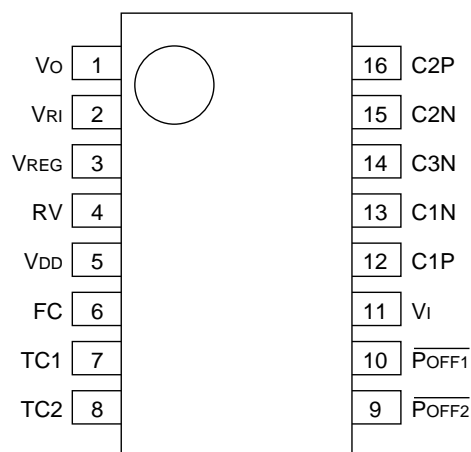 VO 1 16 C2P
VRI 2 15 C2N
VREG 3 14 C3N
RV 4 13 C1N
VDD 5 12 C1P
FC 6 11 VI
TC1 7 10 POFF1
TC2 8 9 POFF2